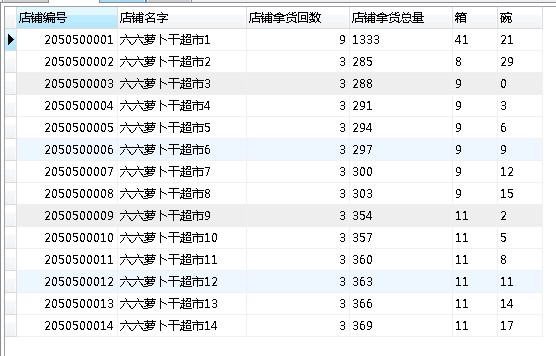 店铺编号 店铺名字 店铺拿货回数 店铺拿货总量 箱 碗
2050500001 六六萝卜干超市1 9 1333 41 21
2050500002 六六萝卜干超市2 3 285 8 29
2050500003 六六萝卜干超市3 3 288 9 0
2050500004 六六萝卜干超市4 3 291 9 3
2050500005 六六萝卜干超市5 3 294 9 6
2050500006 六六萝卜干超市6 3 297 9 9
2050500007 六六萝卜干超市7 3 300 9 12
2050500008 六六萝卜干超市8 3 303 9 15
2050500009 六六萝卜干超市9 3 354 11 2
2050500010 六六萝卜干超市10 3 357 11 5
2050500011 六六萝卜干超市11 3 360 11 8
2050500012 六六萝卜干超市12 3 363 11 11
2050500013 六六萝卜干超市13 3 366 11 14
2050500014 六六萝卜干超市14 3 369 11 17